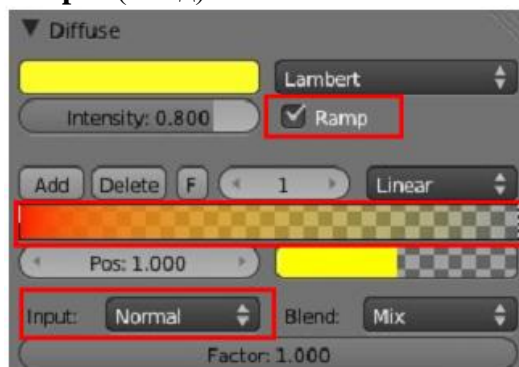 Diffuse
Lambert
Intensity: 0.800 Ramp
Add Delete F 1 Linear
Pos: 1.000
Input: Normal Blend: Mix
Factor: 1.000